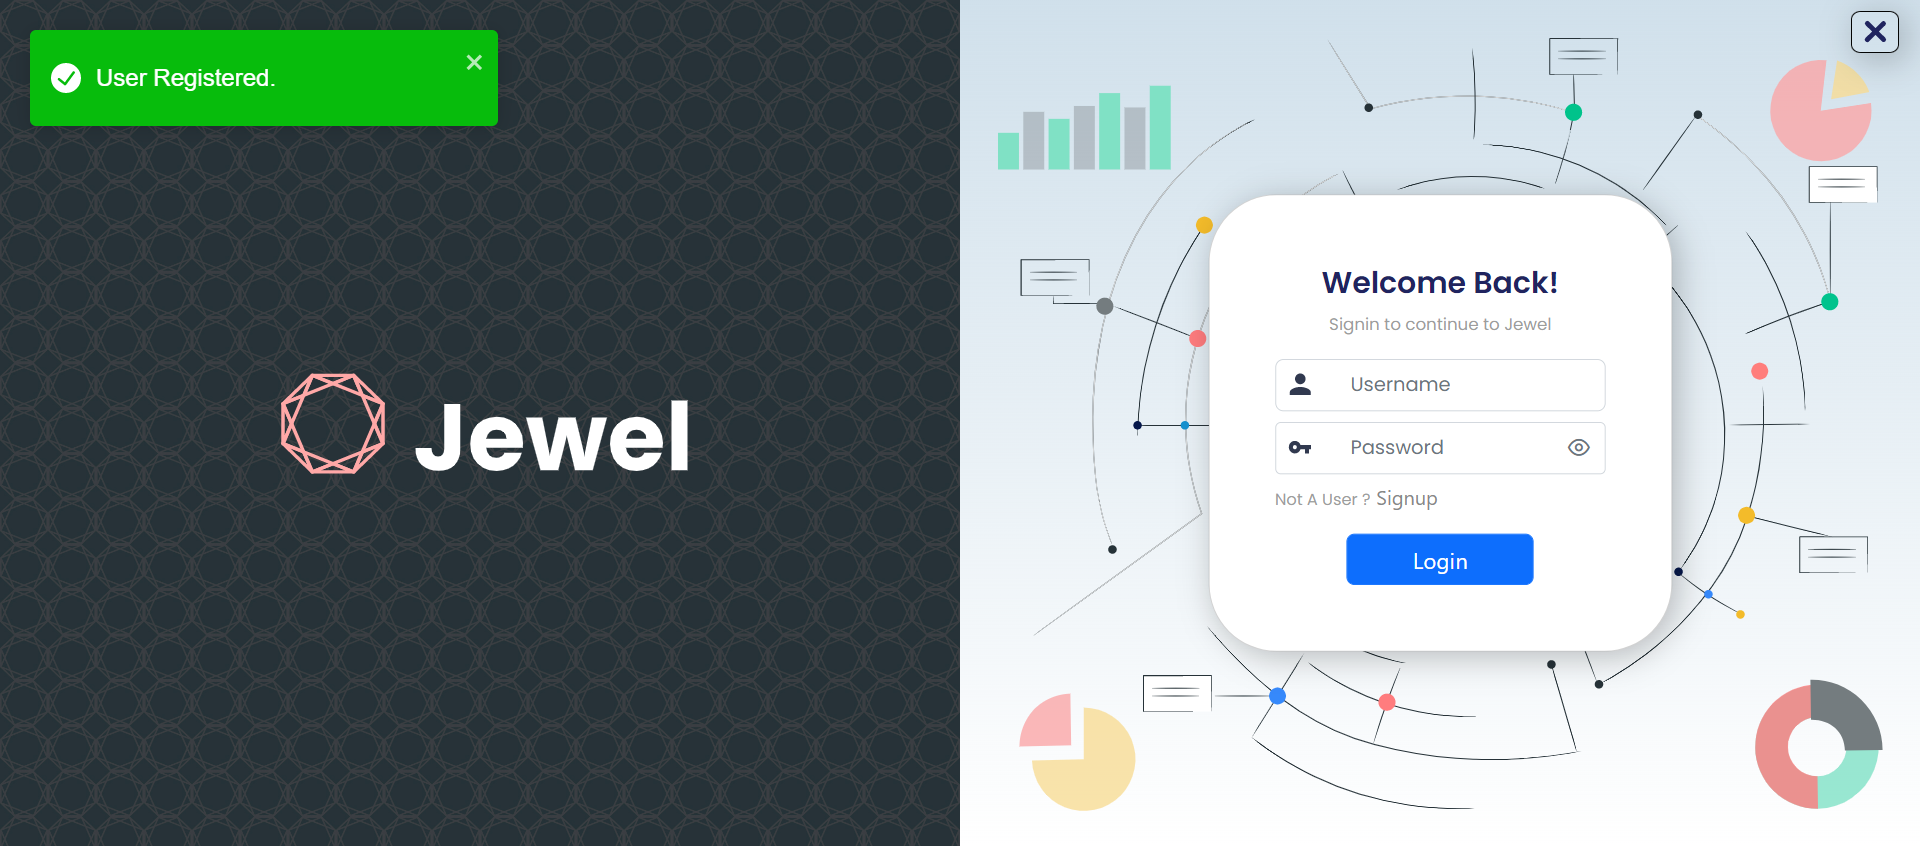 User Registered.
Jewel
Welcome Back!
Signin to continue to Jewel
Username
Password
Not A User ? Signup
Login